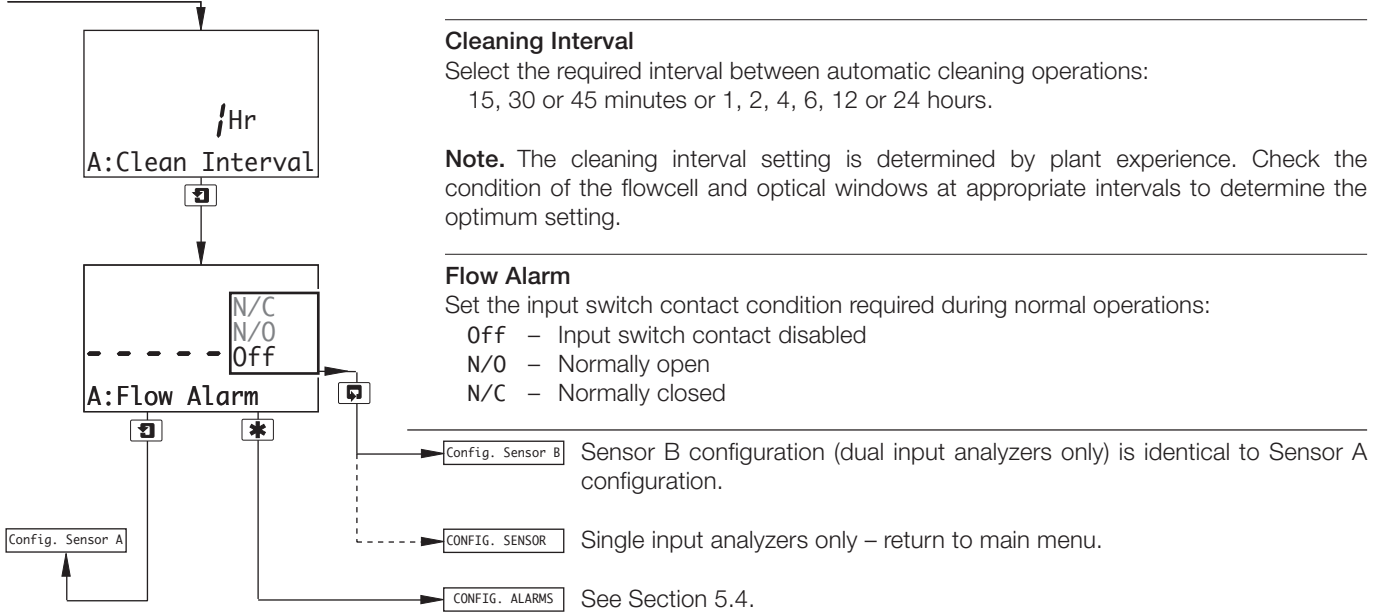 1Hr
A:Clean Interval
Cleaning Interval
Select the required interval between automatic cleaning operations:
15, 30 or 45 minutes or 1, 2, 4, 6, 12 or 24 hours.
Note. The cleaning interval setting is determined by plant experience. Check the
condition of the flowcell and optical windows at appropriate intervals to determine the
optimum setting.
N/C
N/O
- - - - - Off
A:Flow Alarm
Flow Alarm
Set the input switch contact condition required during normal operations:
Off – Input switch contact disabled
N/O – Normally open
N/C – Normally closed
Config. Sensor B Sensor B configuration (dual input analyzers only) is identical to Sensor A
configuration.
Config. Sensor A
CONFIG. SENSOR Single input analyzers only – return to main menu.
CONFIG. ALARMS See Section 5.4.